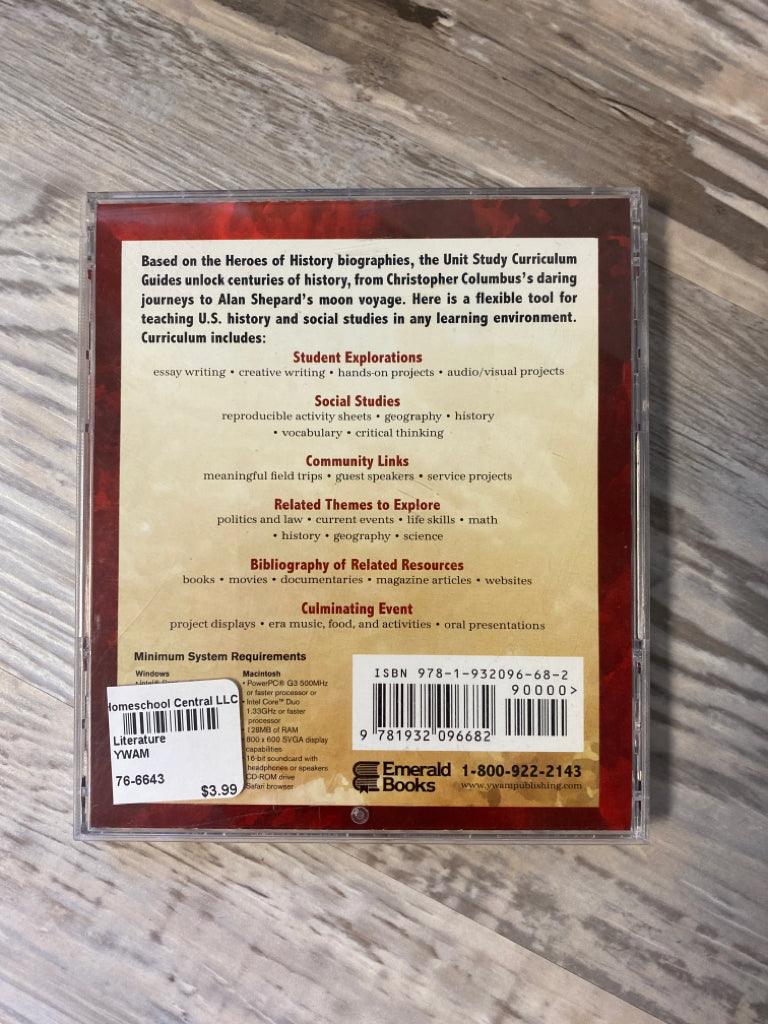 Based on the Heroes of History biographies, the Unit Study Curriculum
Guides unlock centuries of history, from Christopher Columbus's daring
journeys to Alan Shepard's moon voyage. Here is a flexible tool for
teaching U.S. history and social studies in any learning environment.
Curriculum includes:
Student Explorations
essay writing • creative writing • hands-on projects • audio/visual projects
Social Studies
reproducible activity sheets • geography • history
• vocabulary • critical thinking
Community Links
meaningful field trips • guest speakers • service projects
Related Themes to Explore
politics and law • current events • life skills • math
• history • geography • science
Bibliography of Related Resources
books • movies • documentaries • magazine articles • websites
Culminating Event
project displays • era music, food, and activities • oral presentations
Minimum System Requirements
Windows
Macintosh
• PowerPC® G3 500MHz
or faster processor or
• Intel Core™ Duo
1.33GHz or faster
processor
128MB of RAM
800 x 600 SVGA display
capabilities
16-bit soundcard with
headphones or speakers
CD-ROM drive
Safari browser
Homeschool Central LLC
Literature
YWAM
76-6643
$3.99
ISBN 978-1-932096-68-2
90000>
9 781932 096682
Emerald
Books
1-800-922-2143
www.ywampublishing.com